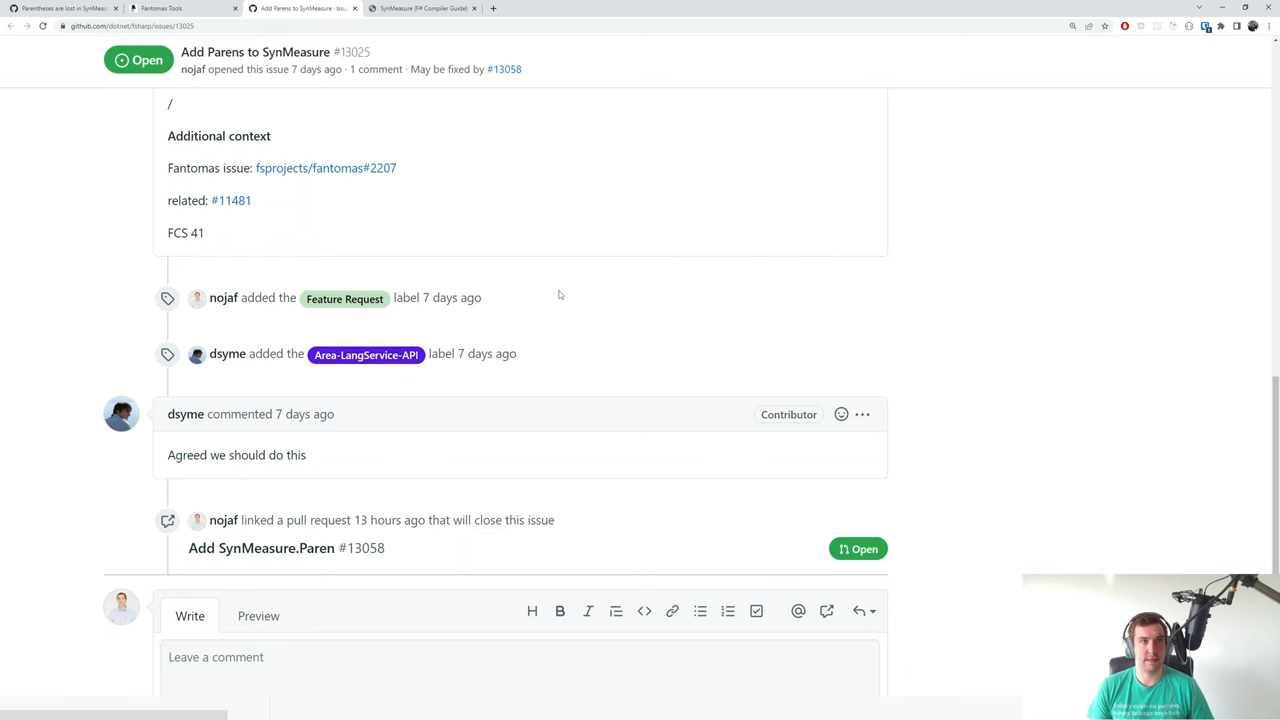 Parentheses are lost in SynMeasu
Fantomas Tools
Add Parens to SynMeasure · Issu
SynMeasure (F# Compiler Guide)
github.com/dotnet/fsharp/issues/13025
Open
Add Parens to SynMeasure #13025
nojaf opened this issue 7 days ago · 1 comment · May be fixed by #13058
/
Additional context
Fantomas issue: fsprojects/fantomas#2207
related: #11481
FCS 41
nojaf added the Feature Request label 7 days ago
dsyme added the Area-LangService-API label 7 days ago
dsyme commented 7 days ago
Contributor
Agreed we should do this
nojaf linked a pull request 13 hours ago that will close this issue
Add SynMeasure.Paren #13058
Open
Write
Preview
Leave a comment